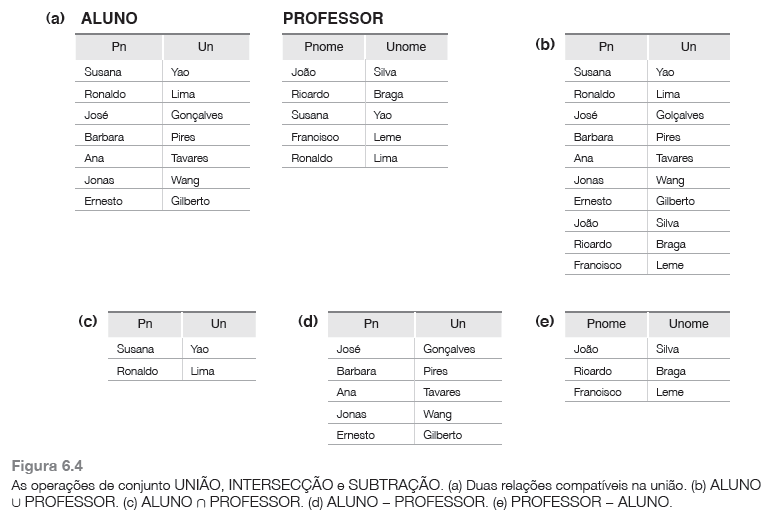 (a) ALUNO
Pn Un
Susana Yao
Ronaldo Lima
José Gonçalves
Barbara Pires
Ana Tavares
Jonas Wang
Ernesto Gilberto
PROFESSOR
Pnome Unome
João Silva
Ricardo Braga
Susana Yao
Francisco Leme
Ronaldo Lima
(b)
Pn Un
Susana Yao
Ronaldo Lima
José Golçalves
Barbara Pires
Ana Tavares
Jonas Wang
Ernesto Gilberto
João Silva
Ricardo Braga
Francisco Leme
(c)
Pn Un
Susana Yao
Ronaldo Lima
(d)
Pn Un
José Gonçalves
Barbara Pires
Ana Tavares
Jonas Wang
Ernesto Gilberto
(e)
Pnome Unome
João Silva
Ricardo Braga
Francisco Leme
Figura 6.4
As operações de conjunto UNIÃO, INTERSECÇÃO e SUBTRAÇÃO. (a) Duas relações compatíveis na união. (b) ALUNO
∪ PROFESSOR. (c) ALUNO ∩ PROFESSOR. (d) ALUNO – PROFESSOR. (e) PROFESSOR – ALUNO.